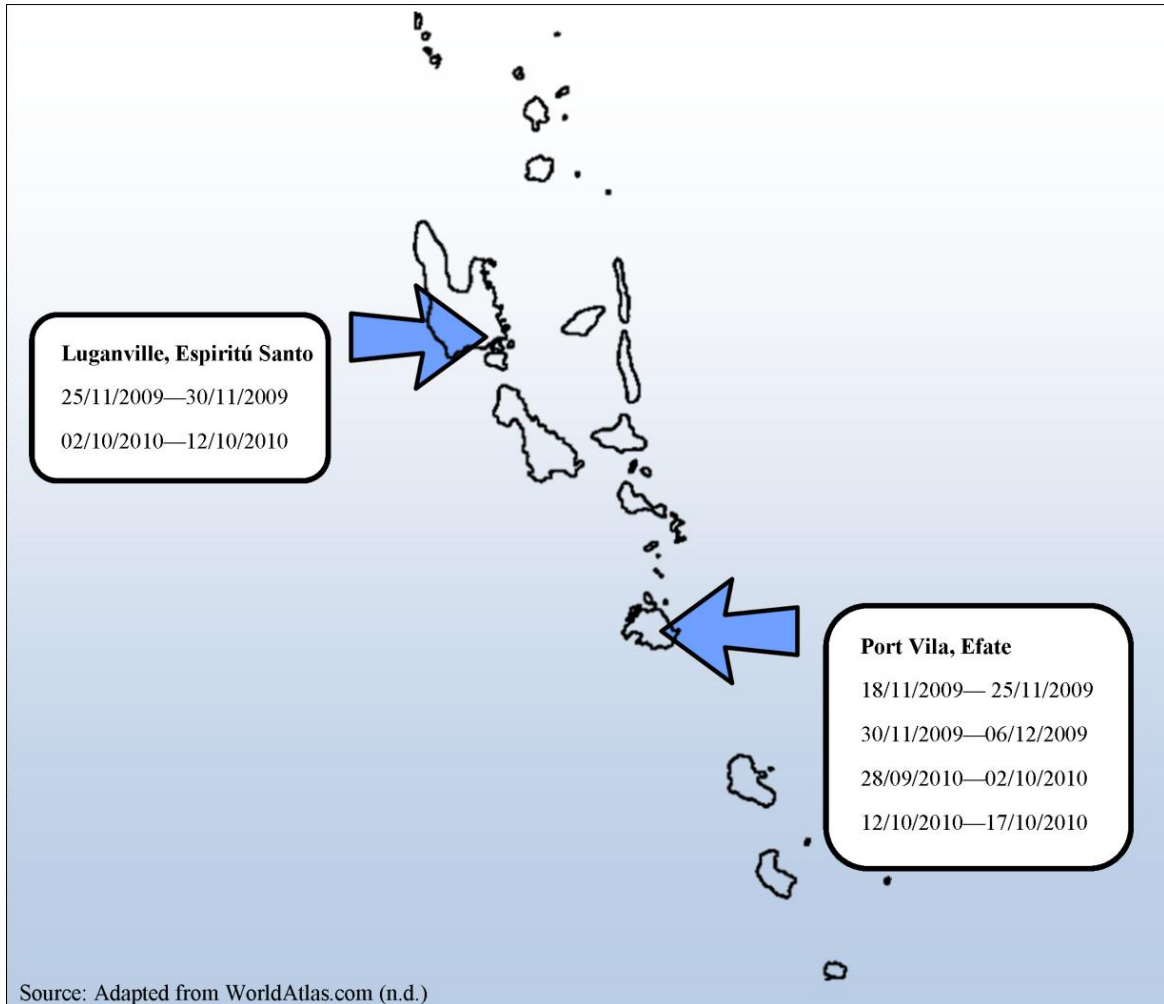 Luganville, Espiritú Santo
25/11/2009—30/11/2009
02/10/2010—12/10/2010
Port Vila, Efate
18/11/2009— 25/11/2009
30/11/2009—06/12/2009
28/09/2010—02/10/2010
12/10/2010—17/10/2010
Source: Adapted from WorldAtlas.com (n.d.)